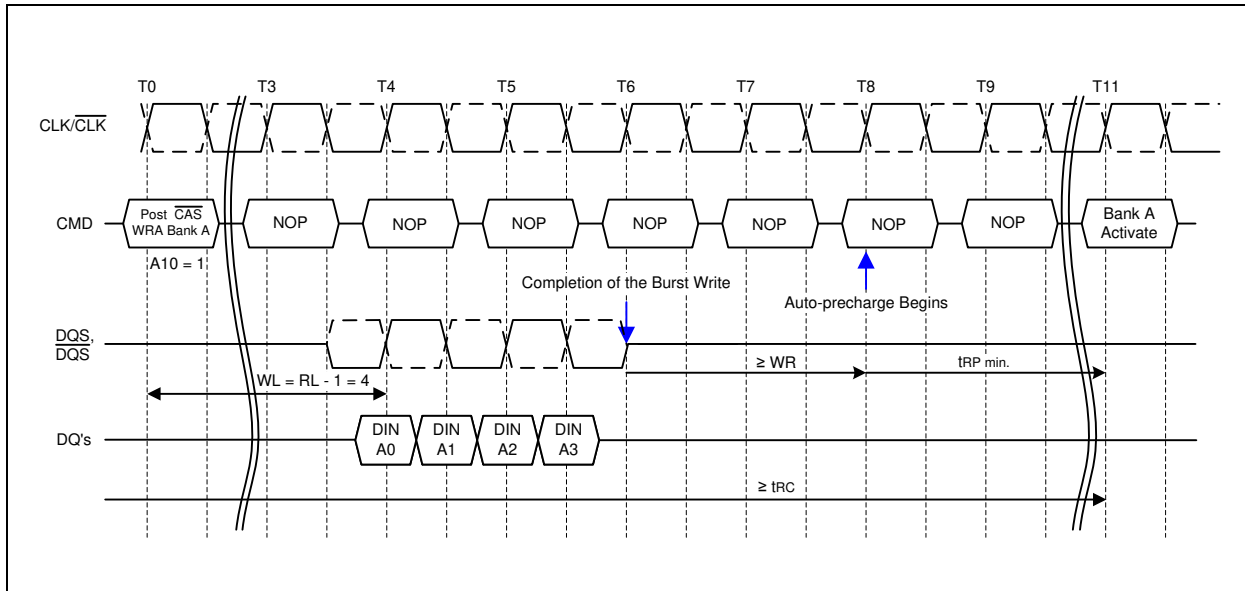 T0 T3 T4 T5 T6 T7 T8 T9 T11
CLK/CLK
CMD
Post CAS
WRA Bank A
NOP NOP NOP NOP NOP NOP NOP
Bank A
Activate
A10 = 1
Completion of the Burst Write
Auto-precharge Begins
DQS,
DQS
≥ WR
tRP min.
WL = RL - 1 = 4
DQ's
DIN
A0
DIN
A1
DIN
A2
DIN
A3
≥ tRC